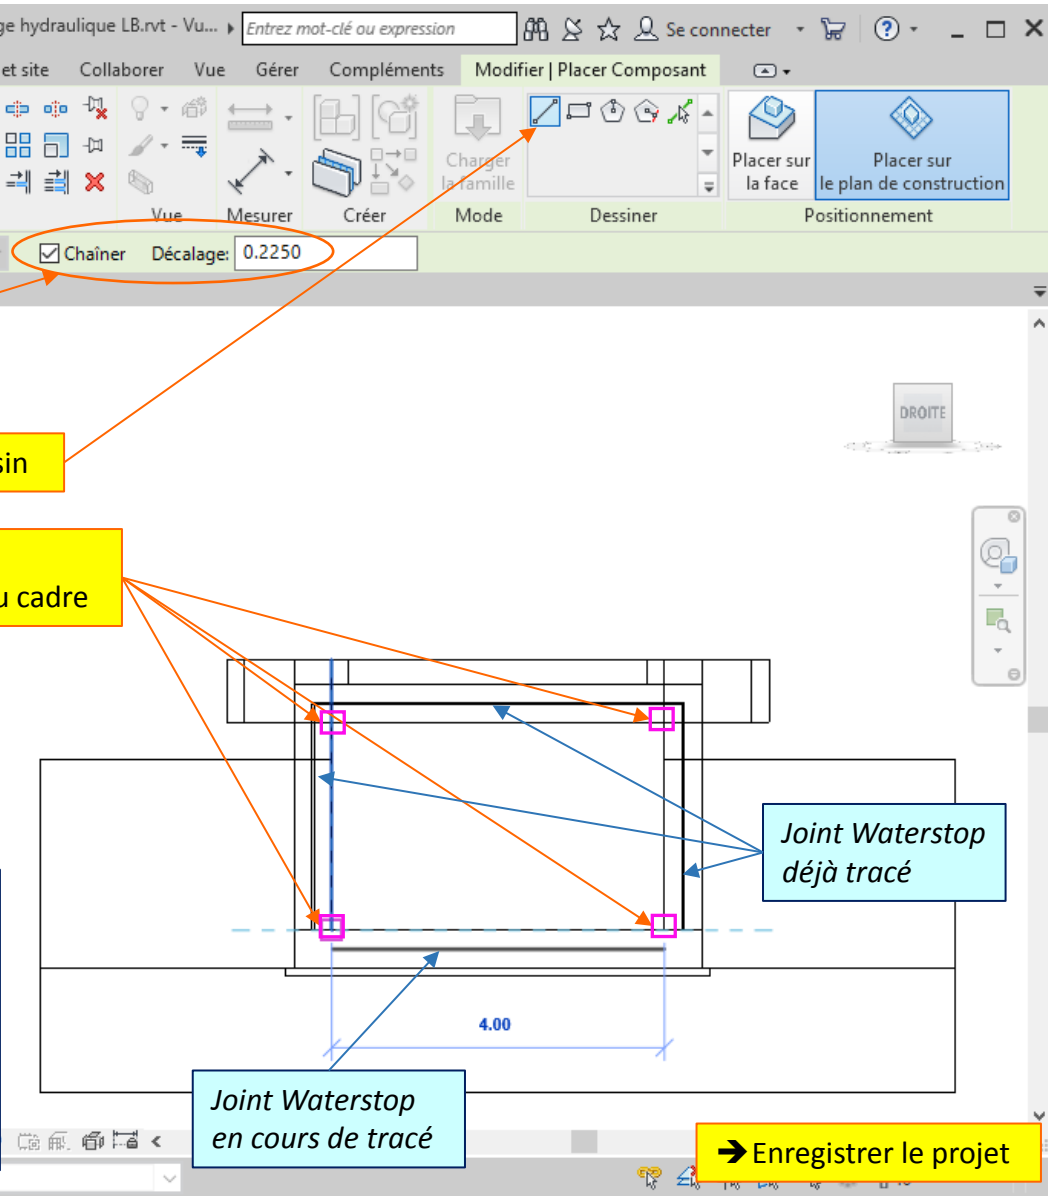 ge hydraulique LB.rvt - Vu...
Entrez mot-clé ou expression
Se connecter
et site Collaborer Vue Gérer Compléments Modifier | Placer Composant
Charger
la famille
Placer sur
la face
Placer sur
le plan de construction
Vue Mesurer Créer Mode Dessiner Positionnement
Chaîner Décalage: 0.2250
DROITE
sin
u cadre
Joint Waterstop
déjà tracé
4.00
Joint Waterstop
en cours de tracé
➔ Enregistrer le projet